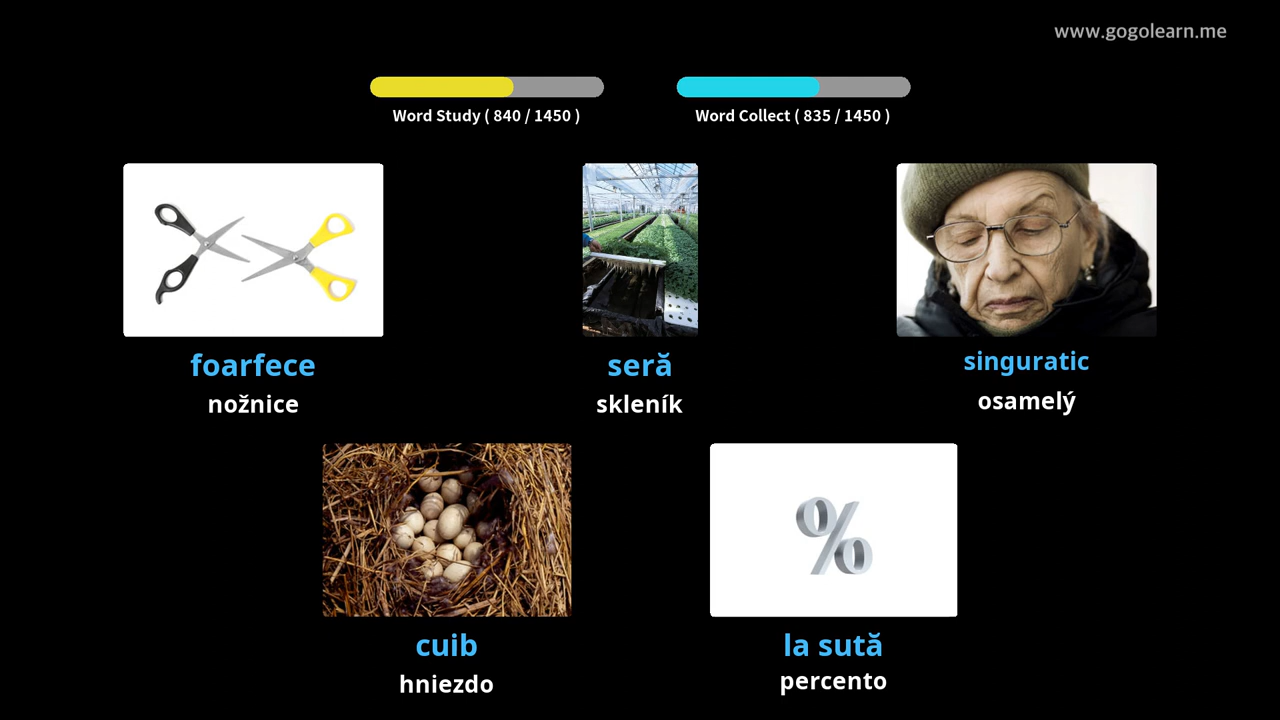 www.gogolearn.me
Word Study ( 840 / 1450 )
Word Collect ( 835 / 1450 )
foarfece
seră
singuratic
nožnice
skleník
osamelý
cuib
la sută
hniezdo
percento